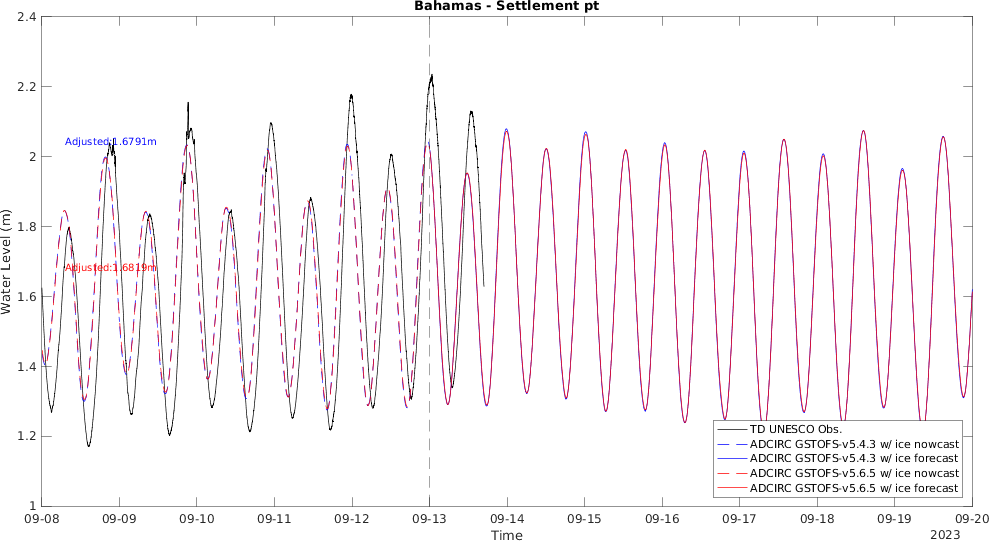 Bahamas - Settlement pt
Water Level (m)
2.4
2.2
2
1.8
1.6
1.4
1.2
1
Adjusted:1.6791m
Adjusted:1.6819m
TD UNESCO Obs.
ADCIRC GSTOFS-v5.4.3 w/ ice nowcast
ADCIRC GSTOFS-v5.4.3 w/ ice forecast
ADCIRC GSTOFS-v5.6.5 w/ ice nowcast
ADCIRC GSTOFS-v5.6.5 w/ ice forecast
09-08 09-09 09-10 09-11 09-12 09-13 09-14 09-15 09-16 09-17 09-18 09-19 09-20
Time
2023